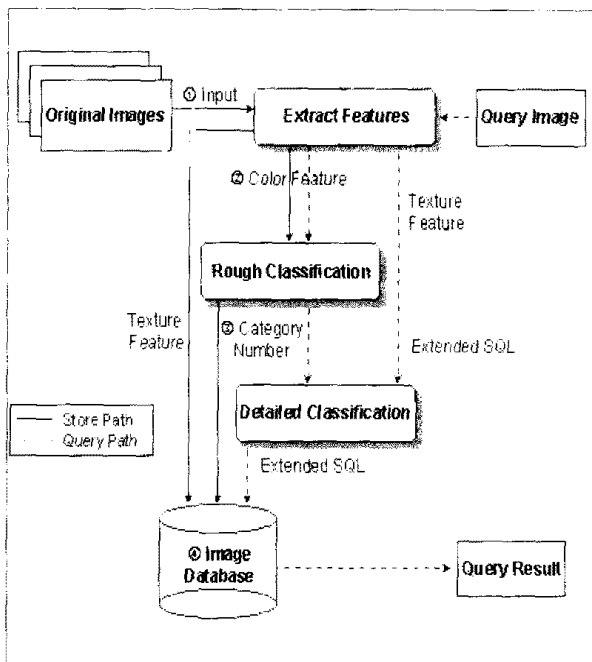 ① Input
Original Images
Extract Features
Query Image
② Color Feature
Texture
Feature
Rough Classification
Texture
Feature
③ Category
Number
Extended SQL
Detailed Classification
Store Path
Query Path
Extended SQL
④ Image
Database
Query Result